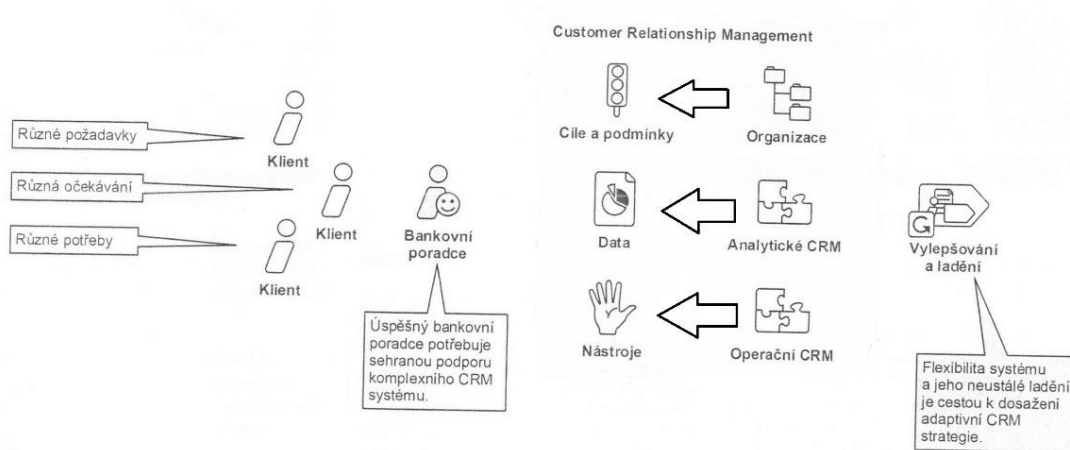 Customer Relationship Management
Různé požadavky
Klient
Různá očekávání
Klient
Různé potřeby
Klient
Bankovní
poradce
Úspěšný bankovní
poradce potřebuje
sehranou podporu
komplexního CRM
systému.
Cíle a podmínky
Organizace
Data
Analytické CRM
Nástroje
Operační CRM
Vylepšování
a ladění
Flexibilita systému
a jeho neustálé ladění
je cestou k dosažení
adaptivní CRM
strategie.